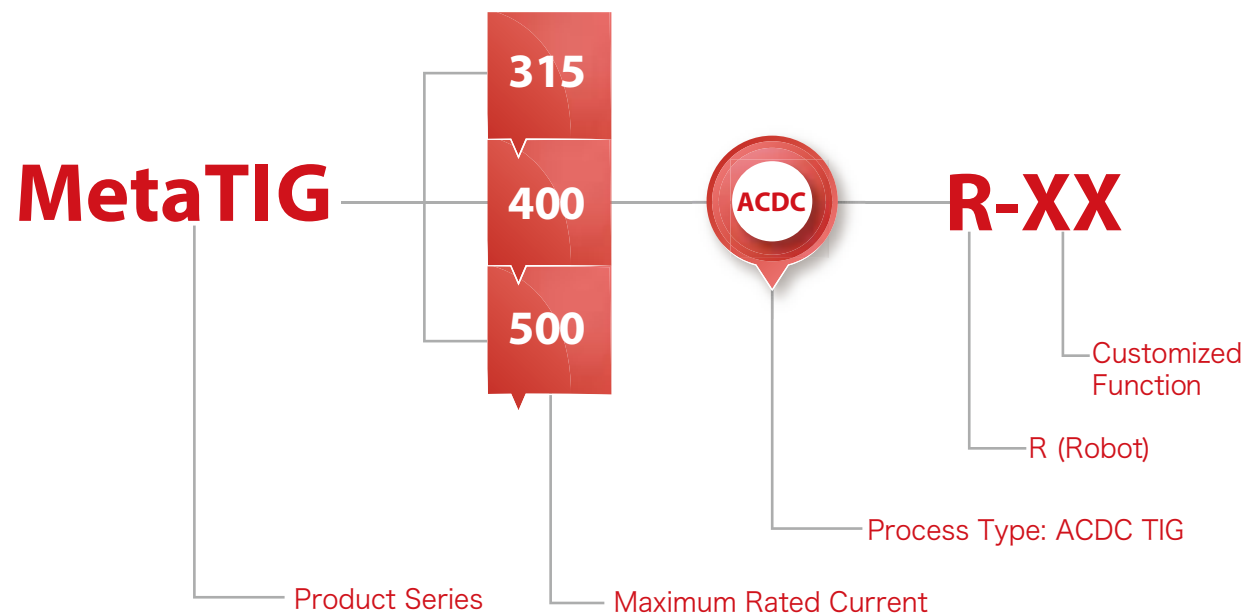 315
MetaTIG
400
ACDC
R-XX
500
Customized
Function
R (Robot)
Process Type: ACDC TIG
Product Series
Maximum Rated Current